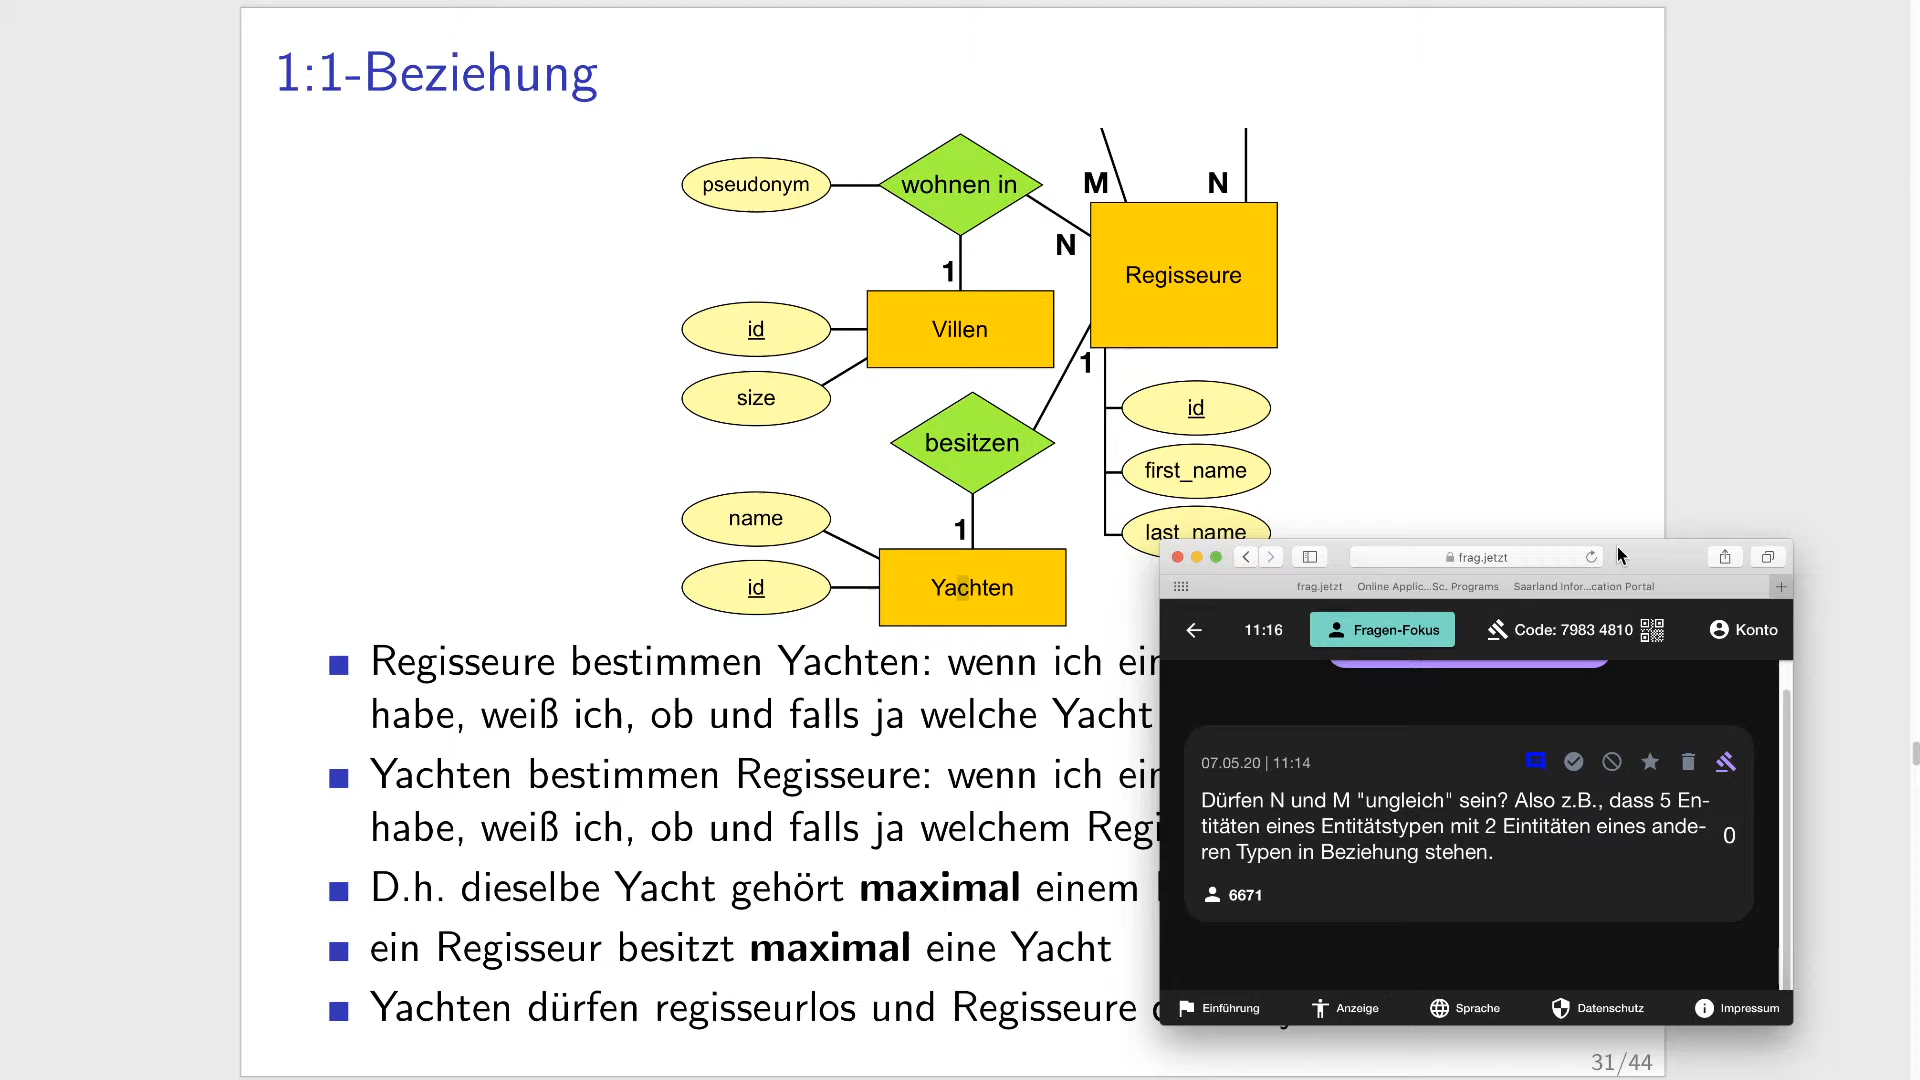 1:1-Beziehung
pseudonym
wohnen in
M
N
N
1
Regisseure
id
Villen
size
1
id
besitzen
first_name
name
1
last_name
id
Yachten
Regisseure bestimmen Yachten: wenn ich
habe, weiß ich, ob und falls ja welche Yacht
Yachten bestimmen Regisseure: wenn ich
habe, weiß ich, ob und falls ja welchem
D.h. dieselbe Yacht gehört maximal einem
ein Regisseur besitzt maximal eine Yacht
Yachten dürfen regisseurlos und Regisseure
31/44
frag.jetzt
frag.jetzt Online Applic...Sc. Programs Saarland Infor...cation Portal
11:16 Fragen-Fokus Code: 7983 4810 Konto
07.05.20 | 11:14
Dürfen N und M "ungleich" sein? Also z.B., dass 5 En-
titäten eines Entitätstypen mit 2 Eintitäten eines ande-
ren Typen in Beziehung stehen.
0
6671
Einführung Anzeige Sprache Datenschutz Impressum